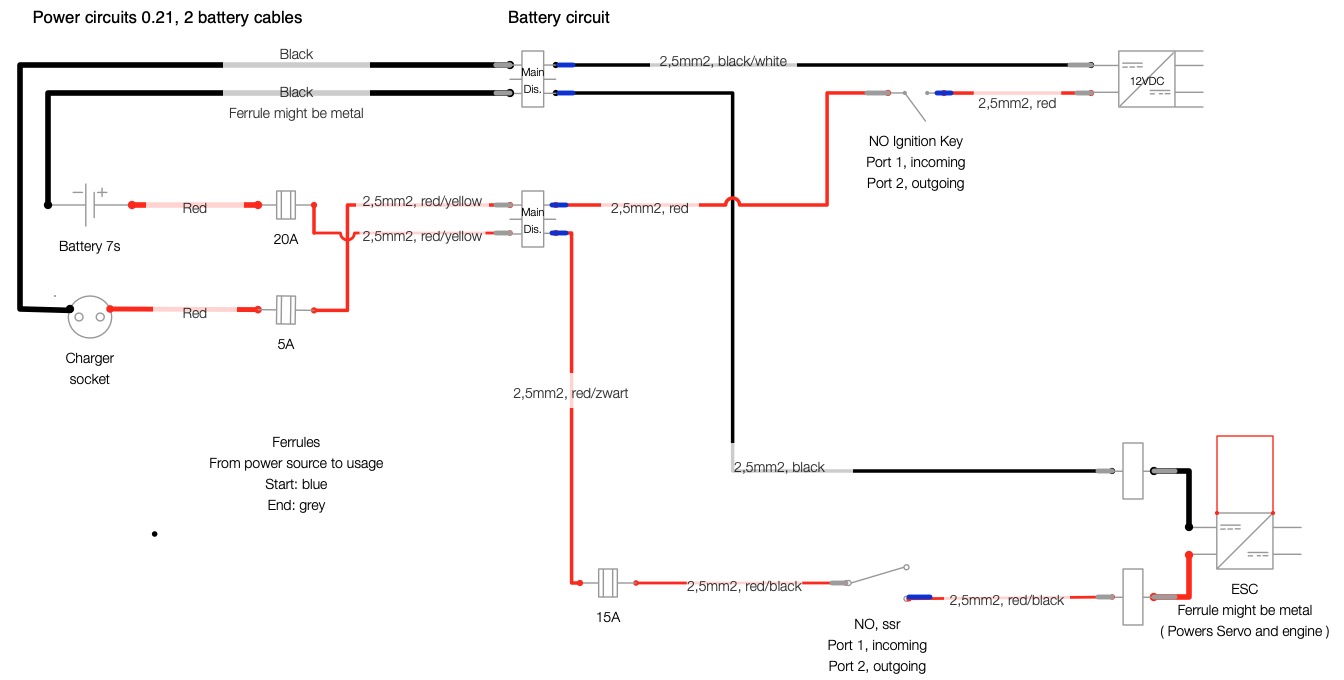 Power circuits 0.21, 2 battery cables
Battery circuit
Black
Main
Dis.
2,5mm2, black/white
12VDC
Black
Ferrule might be metal
2,5mm2, red
NO Ignition Key
Port 1, incoming
Port 2, outgoing
Battery 7s
Red
20A
2,5mm2, red/yellow
2,5mm2, red/yellow
Main
Dis.
2,5mm2, red
Charger
socket
Red
5A
2,5mm2, red/zwart
Ferrules
From power source to usage
Start: blue
End: grey
2,5mm2, black
15A
2,5mm2, red/black
NO, ssr
Port 1, incoming
Port 2, outgoing
2,5mm2, red/black
ESC
Ferrule might be metal
( Powers Servo and engine )